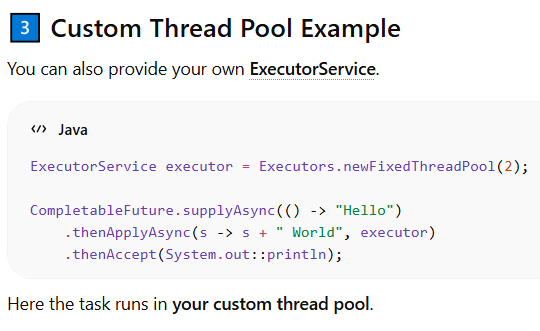 3 Custom Thread Pool Example
You can also provide your own ExecutorService.
</> Java
ExecutorService executor = Executors.newFixedThreadPool(2);
CompletableFuture.supplyAsync(() -> "Hello")
    .thenApplyAsync(s -> s + " World", executor)
    .thenAccept(System.out::println);
Here the task runs in your custom thread pool.